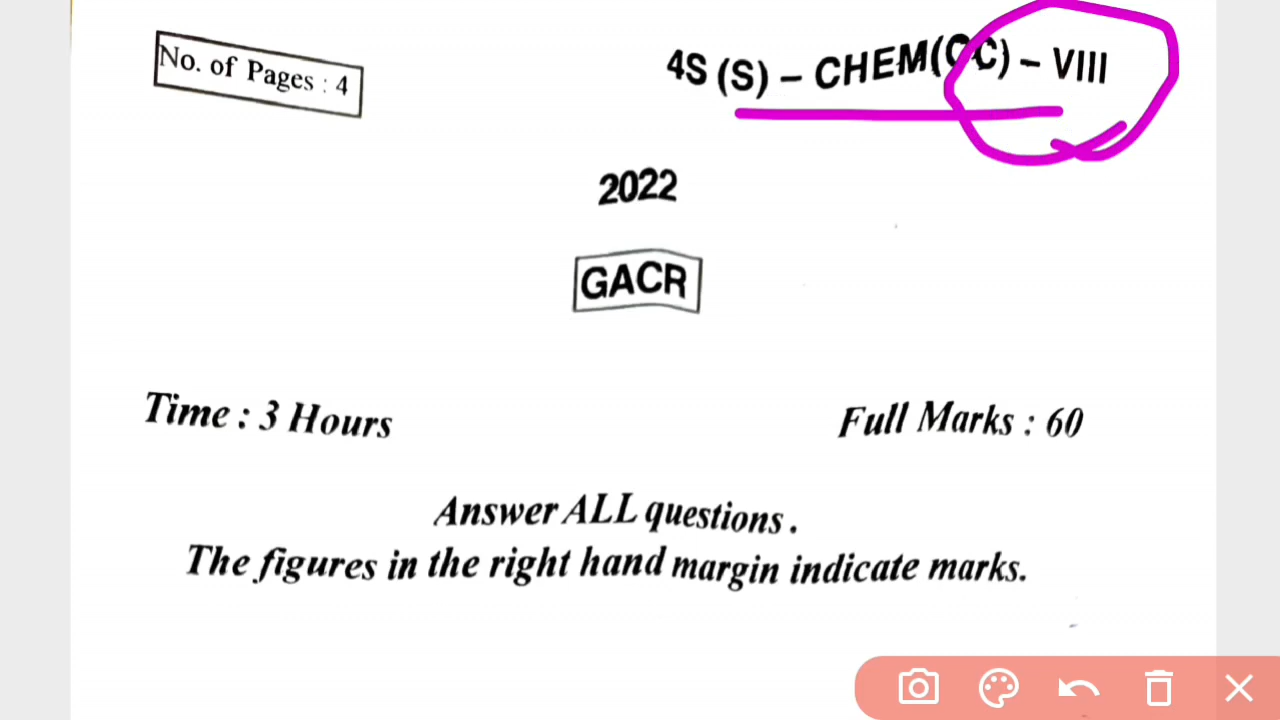 No. of Pages : 4
4S (S) – CHEM(CC) – VIII
2022
GACR
Time : 3 Hours
Full Marks : 60
Answer ALL questions .
The figures in the right hand margin indicate marks.